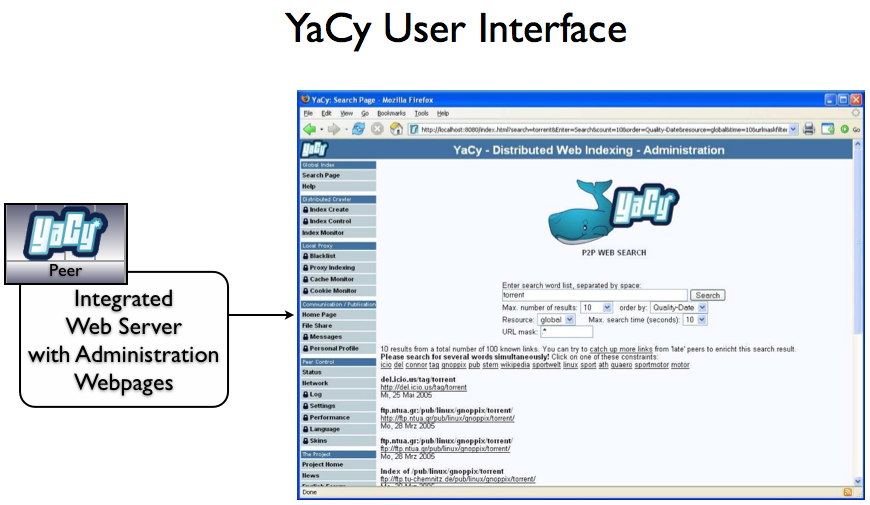 YaCy User Interface
YaCy
Peer
Integrated
Web Server
with Administration
Webpages
YaCy: Search Page - Mozilla Firefox
File Edit View Go Bookmarks Tools Help
http://localhost:8080/index.html?search=torrent&Enter=Search&count=10&order=Quality-Date&resource=global&time=10&urlmaskfilter
Go
YaCy
YaCy - Distributed Web Indexing - Administration
Global Index
Search Page
Help
Distributed Crawler
Index Create
Index Control
Index Monitor
Local Proxy
Blacklist
Proxy Indexing
Cache Monitor
Cookie Monitor
Communication / Publication
Home Page
File Share
Messages
Personal Profile
Peer Control
Status
Network
Log
Settings
Performance
Language
Skins
The Project
Project Home
News
English Forum
YaCy
P2P WEB SEARCH
Enter search word list, separated by space:
torrent Search
Max. number of results: 10 order by: Quality-Date
Resource: global Max. search time (seconds): 10
URL mask: *
10 results from a total number of 100 known links. You can try to catch up more links from 'late' peers to enricht this search result.
Please search for several words simultanously! Click on one of these constraints:
icio del connor tag gnoppix pub stern wikipedia sportwelt linux sport ath quaero sportmotor motor
del.icio.us/tag/torrent
http://del.icio.us/tag/torrent
Mi, 25 Mai 2005
ftp.ntua.gr:/pub/linux/gnoppix/torrent/
http://ftp.ntua.gr/pub/linux/gnoppix/torrent/
Mo, 28 Mrz 2005
ftp.ntua.gr:/pub/linux/gnoppix/torrent/
ftp://ftp.ntua.gr/pub/linux/gnoppix/torrent/
Mo, 28 Mrz 2005
Index of /pub/linux/gnoppix/torrent
ftp://ftp.tu-chemnitz.de/pub/linux/gnoppix/torrent/
Mo, 28 Mrz 2005
Done